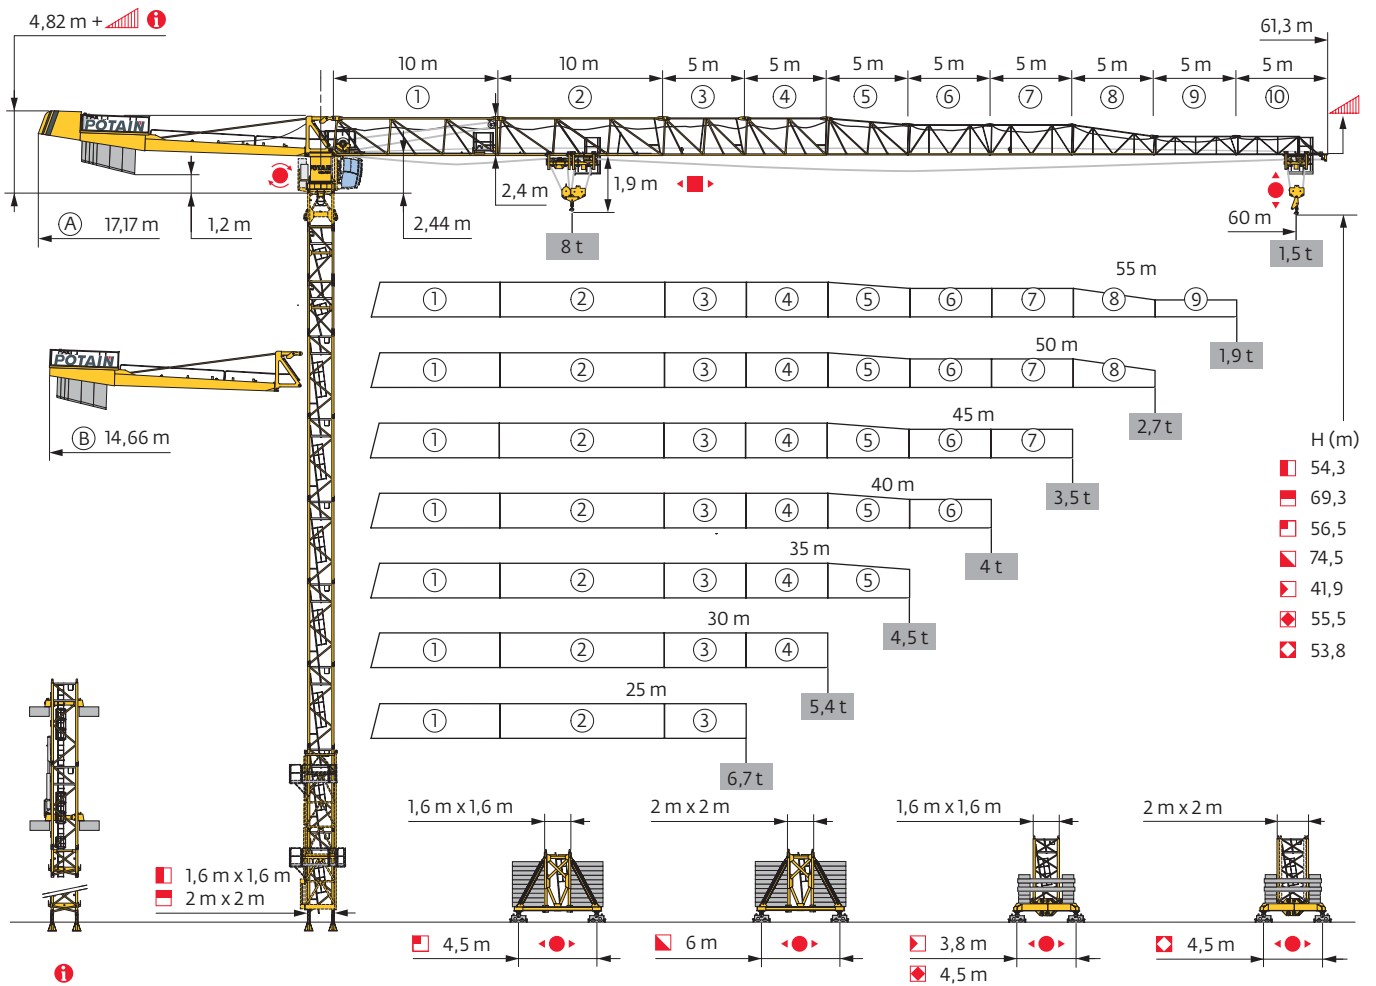 4,82 m +
i
61,3 m
10 m
10 m
5 m
5 m
5 m
5 m
5 m
5 m
5 m
5 m
1
2
3
4
5
6
7
8
9
10
POTAIN
A
17,17 m
1,2 m
2,44 m
2,4 m
1,9 m
8 t
60 m
1,5 t
55 m
1
2
3
4
5
6
7
8
9
1,9 t
POTAIN
B
14,66 m
50 m
1
2
3
4
5
6
7
8
2,7 t
45 m
1
2
3
4
5
6
7
3,5 t
40 m
1
2
3
4
5
6
4 t
35 m
1
2
3
4
5
4,5 t
30 m
1
2
3
4
5,4 t
25 m
1
2
3
6,7 t
H (m)
54,3
69,3
56,5
74,5
41,9
55,5
53,8
1,6 m x 1,6 m
2 m x 2 m
1,6 m x 1,6 m
2 m x 2 m
1,6 m x 1,6 m
2 m x 2 m
4,5 m
6 m
3,8 m
4,5 m
4,5 m
i